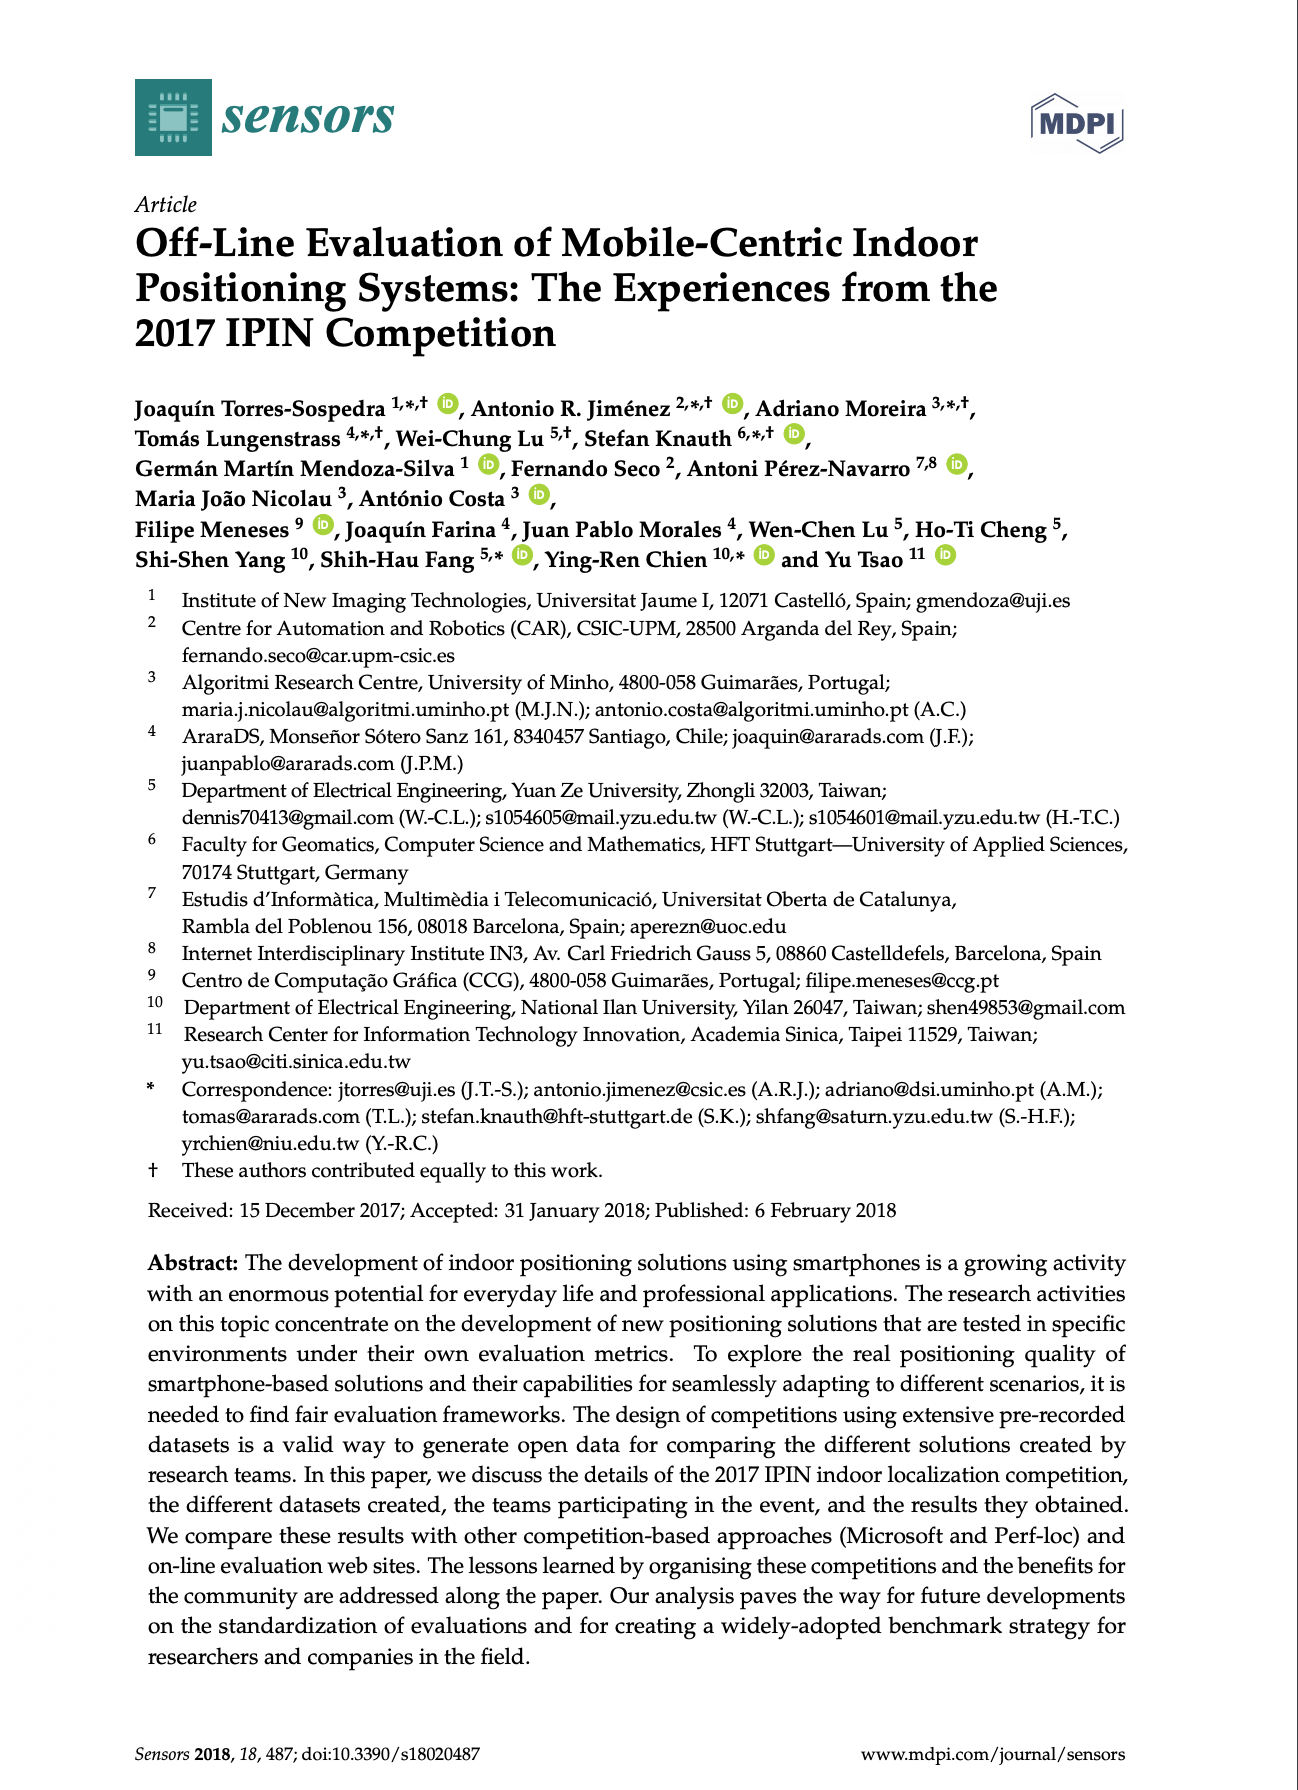 sensors
MDPI
Article
Off-Line Evaluation of Mobile-Centric Indoor
Positioning Systems: The Experiences from the
2017 IPIN Competition
Joaquín Torres-Sospedra 1,*,† iD, Antonio R. Jiménez 2,*,† iD, Adriano Moreira 3,*,†,
Tomás Lungenstrass 4,*,†, Wei-Chung Lu 5,†, Stefan Knauth 6,*,† iD,
Germán Martín Mendoza-Silva 1 iD, Fernando Seco 2, Antoni Pérez-Navarro 7,8 iD,
Maria João Nicolau 3, António Costa 3 iD,
Filipe Meneses 9 iD, Joaquín Farina 4, Juan Pablo Morales 4, Wen-Chen Lu 5, Ho-Ti Cheng 5,
Shi-Shen Yang 10, Shih-Hau Fang 5,* iD, Ying-Ren Chien 10,* iD and Yu Tsao 11 iD
1 Institute of New Imaging Technologies, Universitat Jaume I, 12071 Castelló, Spain; gmendoza@uji.es
2 Centre for Automation and Robotics (CAR), CSIC-UPM, 28500 Arganda del Rey, Spain;
fernando.seco@car.upm-csic.es
3 Algoritmi Research Centre, University of Minho, 4800-058 Guimarães, Portugal;
maria.j.nicolau@algoritmi.uminho.pt (M.J.N.); antonio.costa@algoritmi.uminho.pt (A.C.)
4 AraraDS, Monseñor Sótero Sanz 161, 8340457 Santiago, Chile; joaquin@ararads.com (J.F.);
juanpablo@ararads.com (J.P.M.)
5 Department of Electrical Engineering, Yuan Ze University, Zhongli 32003, Taiwan;
dennis70413@gmail.com (W.-C.L.); s1054605@mail.yzu.edu.tw (W.-C.L.); s1054601@mail.yzu.edu.tw (H.-T.C.)
6 Faculty for Geomatics, Computer Science and Mathematics, HFT Stuttgart—University of Applied Sciences,
70174 Stuttgart, Germany
7 Estudis d'Informàtica, Multimèdia i Telecomunicació, Universitat Oberta de Catalunya,
Rambla del Poblenou 156, 08018 Barcelona, Spain; aperezn@uoc.edu
8 Internet Interdisciplinary Institute IN3, Av. Carl Friedrich Gauss 5, 08860 Castelldefels, Barcelona, Spain
9 Centro de Computação Gráfica (CCG), 4800-058 Guimarães, Portugal; filipe.meneses@ccg.pt
10 Department of Electrical Engineering, National Ilan University, Yilan 26047, Taiwan; shen49853@gmail.com
11 Research Center for Information Technology Innovation, Academia Sinica, Taipei 11529, Taiwan;
yu.tsao@citi.sinica.edu.tw
* Correspondence: jtorres@uji.es (J.T.-S.); antonio.jimenez@csic.es (A.R.J.); adriano@dsi.uminho.pt (A.M.);
tomas@ararads.com (T.L.); stefan.knauth@hft-stuttgart.de (S.K.); shfang@saturn.yzu.edu.tw (S.-H.F.);
yrchien@niu.edu.tw (Y.-R.C.)
† These authors contributed equally to this work.
Received: 15 December 2017; Accepted: 31 January 2018; Published: 6 February 2018
Abstract: The development of indoor positioning solutions using smartphones is a growing activity
with an enormous potential for everyday life and professional applications. The research activities
on this topic concentrate on the development of new positioning solutions that are tested in specific
environments under their own evaluation metrics. To explore the real positioning quality of
smartphone-based solutions and their capabilities for seamlessly adapting to different scenarios, it is
needed to find fair evaluation frameworks. The design of competitions using extensive pre-recorded
datasets is a valid way to generate open data for comparing the different solutions created by
research teams. In this paper, we discuss the details of the 2017 IPIN indoor localization competition,
the different datasets created, the teams participating in the event, and the results they obtained.
We compare these results with other competition-based approaches (Microsoft and Perf-loc) and
on-line evaluation web sites. The lessons learned by organising these competitions and the benefits for
the community are addressed along the paper. Our analysis paves the way for future developments
on the standardization of evaluations and for creating a widely-adopted benchmark strategy for
researchers and companies in the field.
Sensors 2018, 18, 487; doi:10.3390/s18020487
www.mdpi.com/journal/sensors